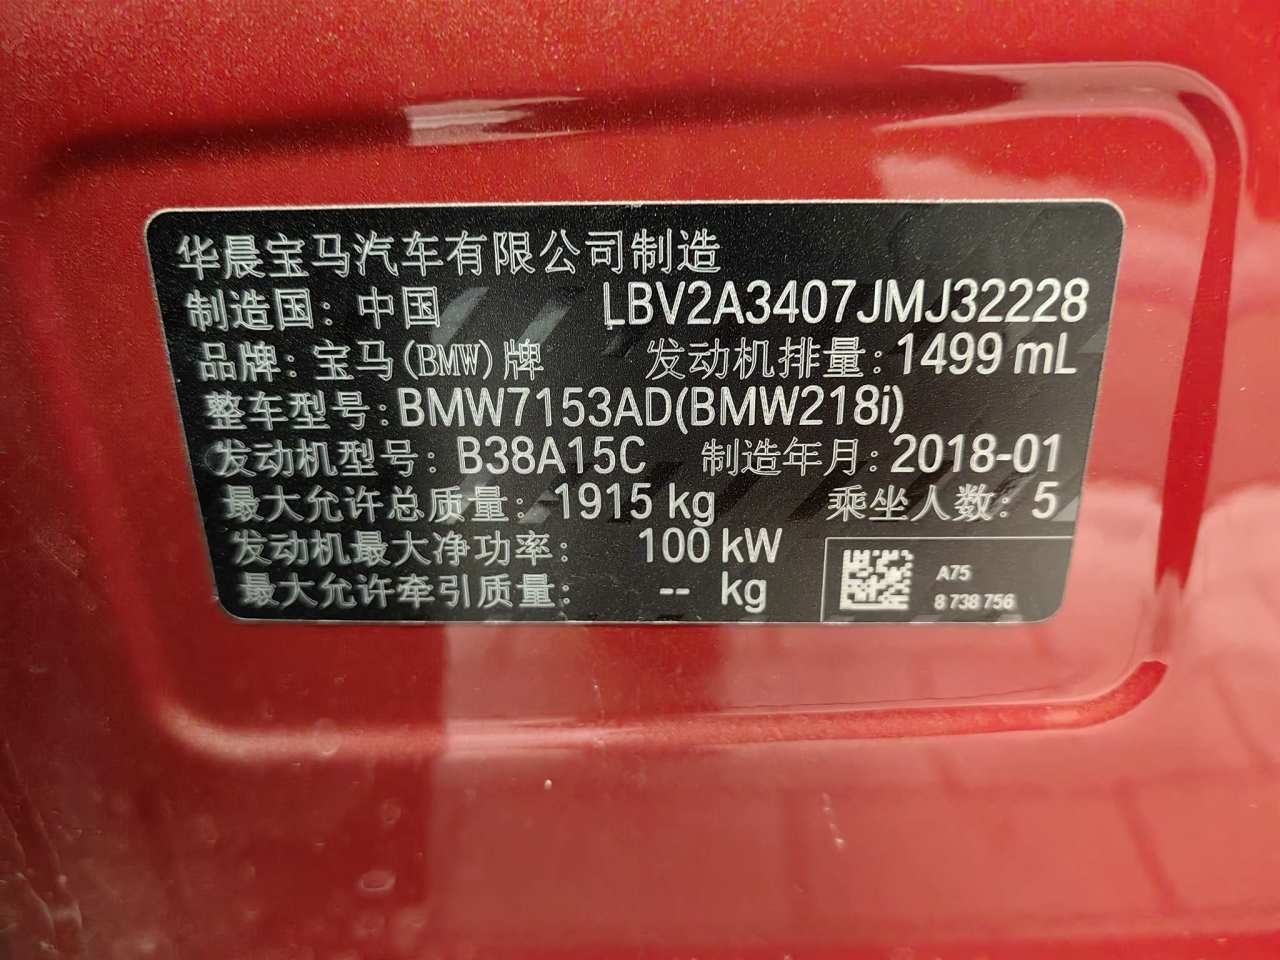 华晨宝马汽车有限公司制造
制造国：中国 LBV2A3407JMJ32228
品牌：宝马(BMW)牌 发动机排量：1499 mL
整车型号：BMW7153AD(BMW218i)
发动机型号：B38A15C 制造年月：2018-01
最大允许总质量：1915 kg 乘坐人数：5
发动机最大净功率：100 kW
最大允许牵引质量：-- kg
A75
8 738 756